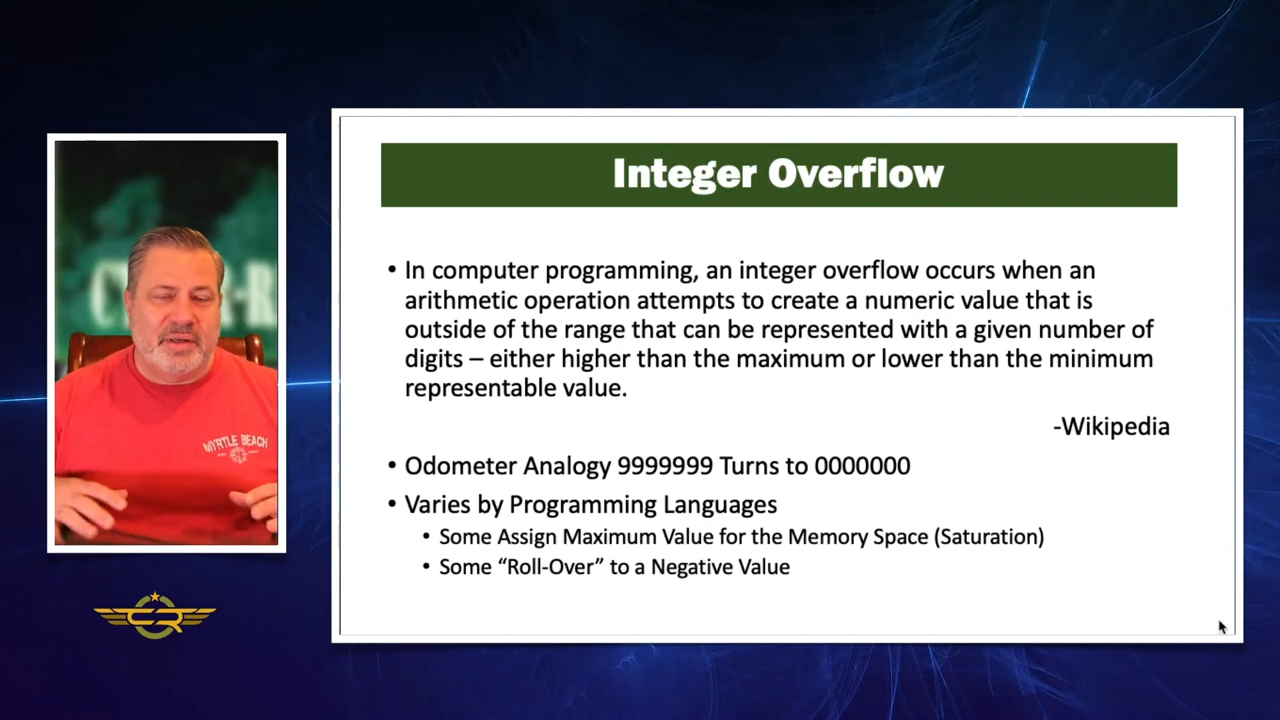 Integer Overflow
• In computer programming, an integer overflow occurs when an
arithmetic operation attempts to create a numeric value that is
outside of the range that can be represented with a given number of
digits – either higher than the maximum or lower than the minimum
representable value.
-Wikipedia
• Odometer Analogy 9999999 Turns to 0000000
• Varies by Programming Languages
• Some Assign Maximum Value for the Memory Space (Saturation)
• Some “Roll-Over” to a Negative Value
MYRTLE BEACH
CR